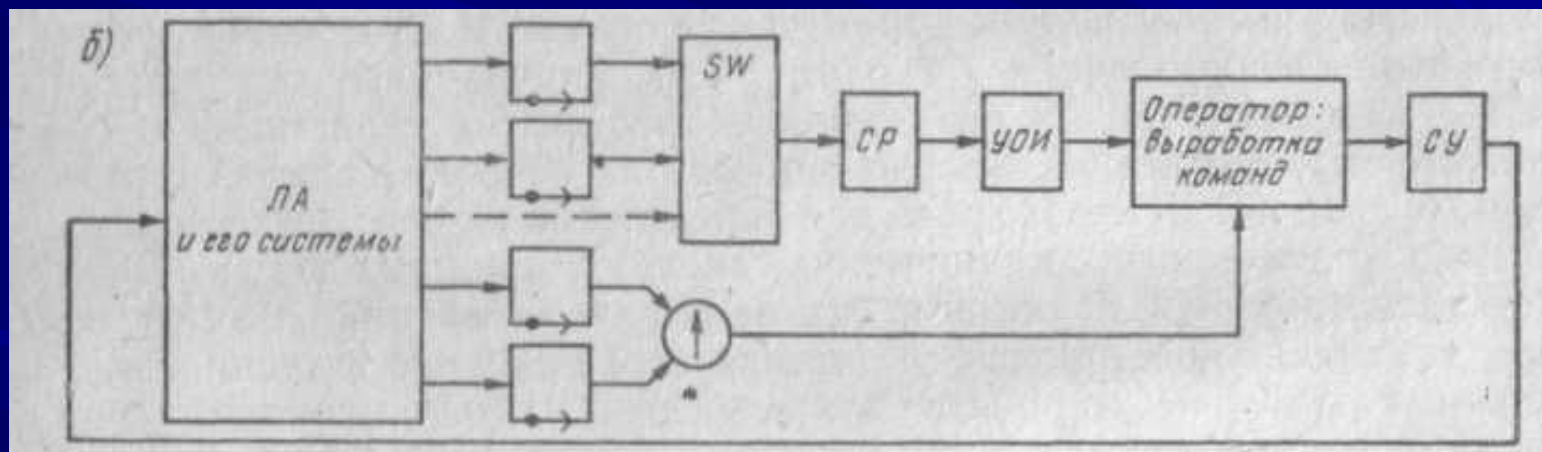 б)
ЛА
и его системы
SW
СР
УОИ
Оператор:
выработка
команд
СУ